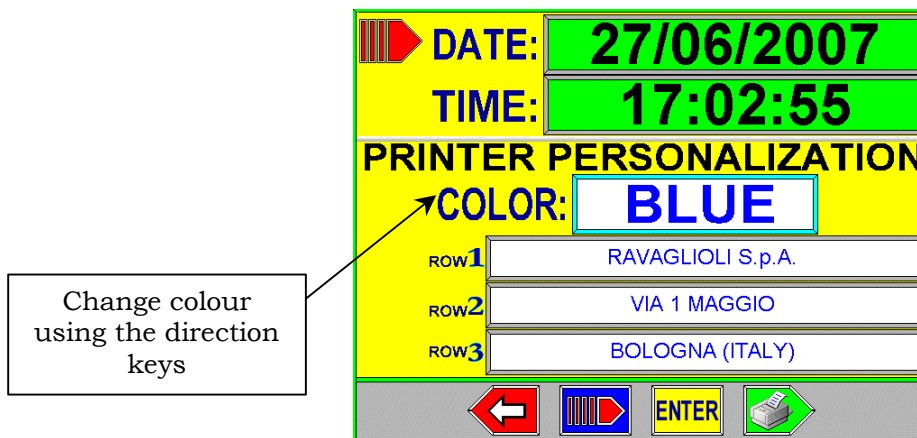 DATE: 27/06/2007
TIME: 17:02:55
PRINTER PERSONALIZATION
COLOR: BLUE
ROW1 RAVAGLIOLI S.p.A.
ROW2 VIA 1 MAGGIO
ROW3 BOLOGNA (ITALY)
Change colour
using the direction
keys
ENTER